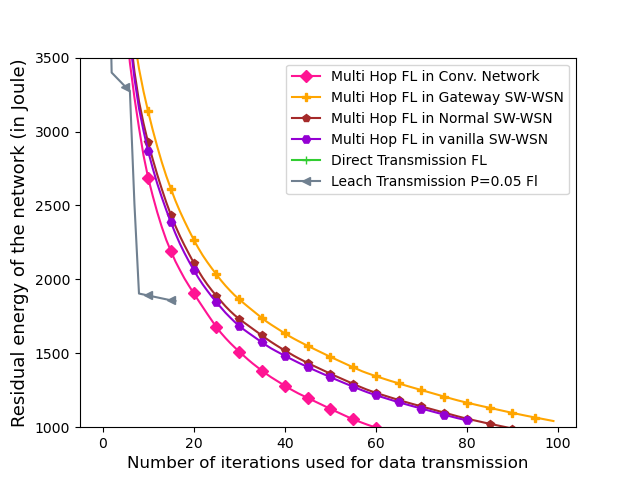 3500
3000
2500
2000
1500
1000
Residual energy of the network (in Joule)
Multi Hop FL in Conv. Network
Multi Hop FL in Gateway SW-WSN
Multi Hop FL in Normal SW-WSN
Multi Hop FL in vanilla SW-WSN
Direct Transmission FL
Leach Transmission P=0.05 Fl
0 20 40 60 80 100
Number of iterations used for data transmission